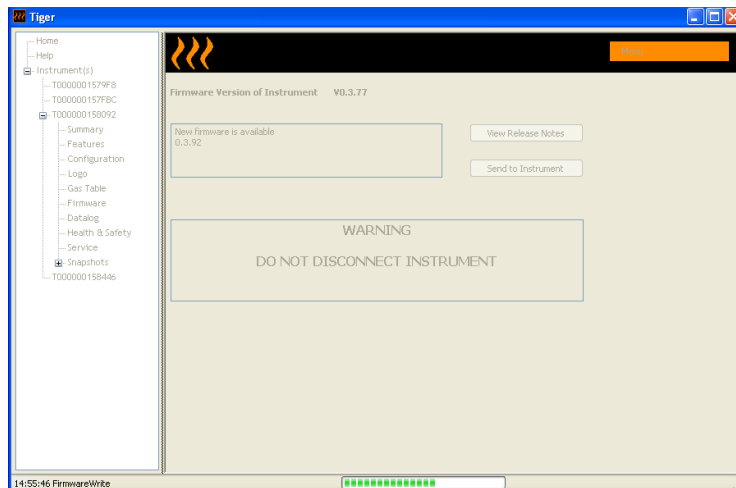 Tiger
Home
Help
Instrument(s)
T0000001579F8
T000000157FBC
T000000158092
Summary
Features
Configuration
Logo
Gas Table
Firmware
Datalog
Health & Safety
Service
Snapshots
T000000158446
Firmware Version of Instrument V0.3.77
New firmware is available
0.3.92
View Release Notes
Send to Instrument
WARNING
DO NOT DISCONNECT INSTRUMENT
14:55:46 FirmwareWrite